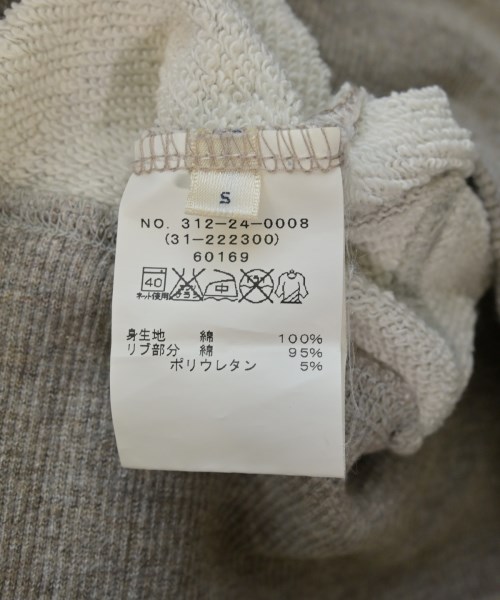 S
NO. 312-24-0008
(31-222300)
60169
40 中
ネット使用
身生地 綿 100%
リブ部分 綿 95%
ポリウレタン 5%